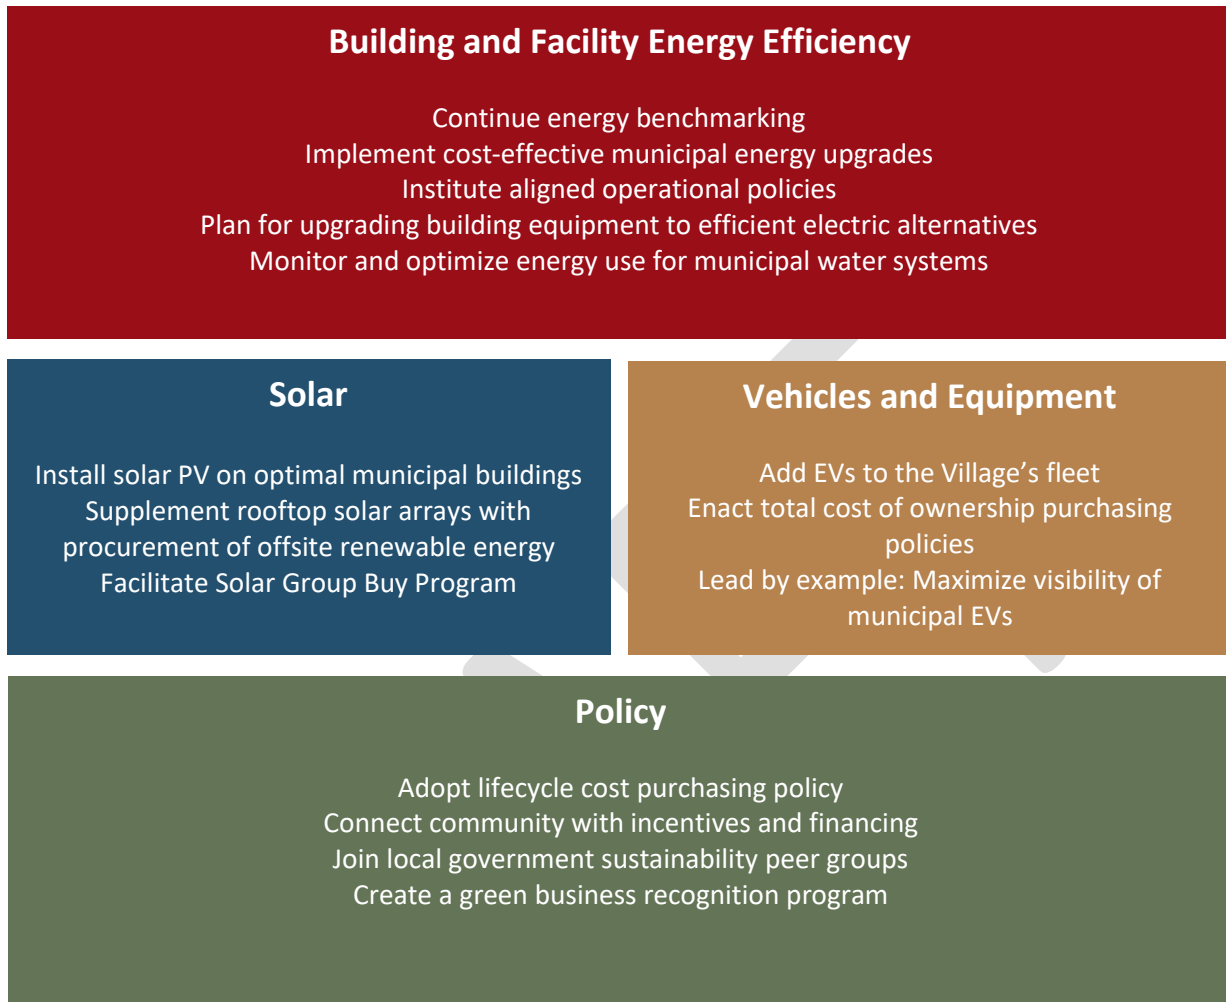 Building and Facility Energy Efficiency
Continue energy benchmarking
Implement cost-effective municipal energy upgrades
Institute aligned operational policies
Plan for upgrading building equipment to efficient electric alternatives
Monitor and optimize energy use for municipal water systems
Solar
Install solar PV on optimal municipal buildings
Supplement rooftop solar arrays with
procurement of offsite renewable energy
Facilitate Solar Group Buy Program
Vehicles and Equipment
Add EVs to the Village’s fleet
Enact total cost of ownership purchasing
policies
Lead by example: Maximize visibility of
municipal EVs
Policy
Adopt lifecycle cost purchasing policy
Connect community with incentives and financing
Join local government sustainability peer groups
Create a green business recognition program